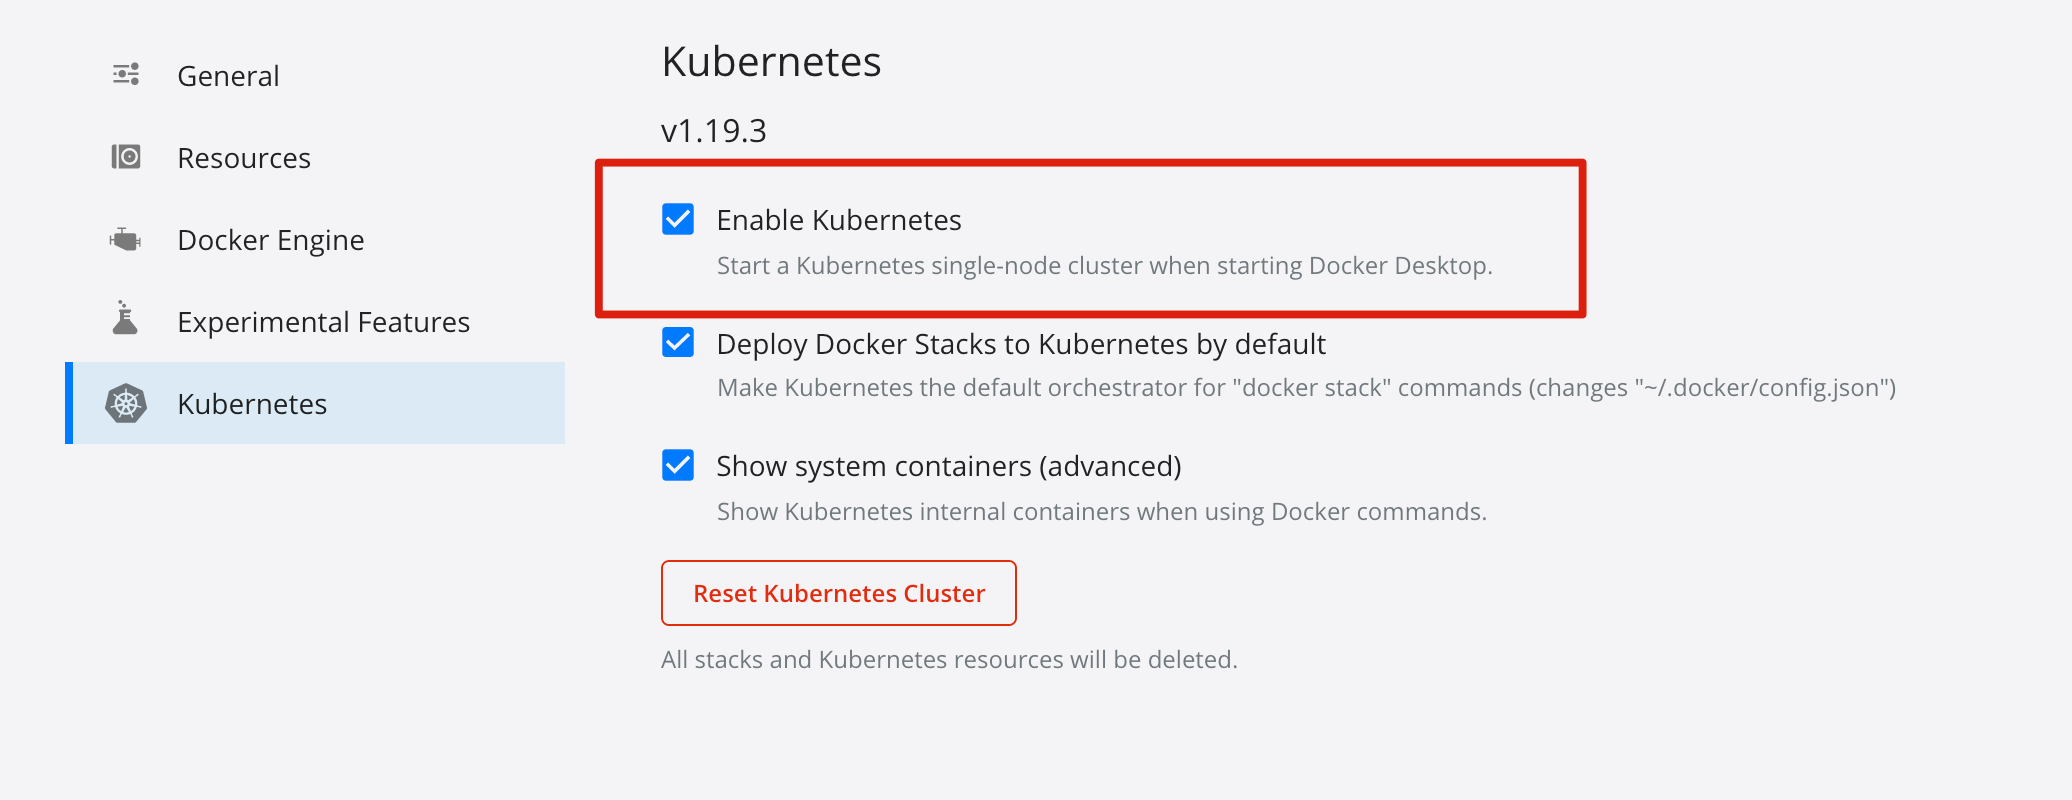 General
Resources
Docker Engine
Experimental Features
Kubernetes
Kubernetes
v1.19.3
Enable Kubernetes
Start a Kubernetes single-node cluster when starting Docker Desktop.
Deploy Docker Stacks to Kubernetes by default
Make Kubernetes the default orchestrator for "docker stack" commands (changes "~/.docker/config.json")
Show system containers (advanced)
Show Kubernetes internal containers when using Docker commands.
Reset Kubernetes Cluster
All stacks and Kubernetes resources will be deleted.